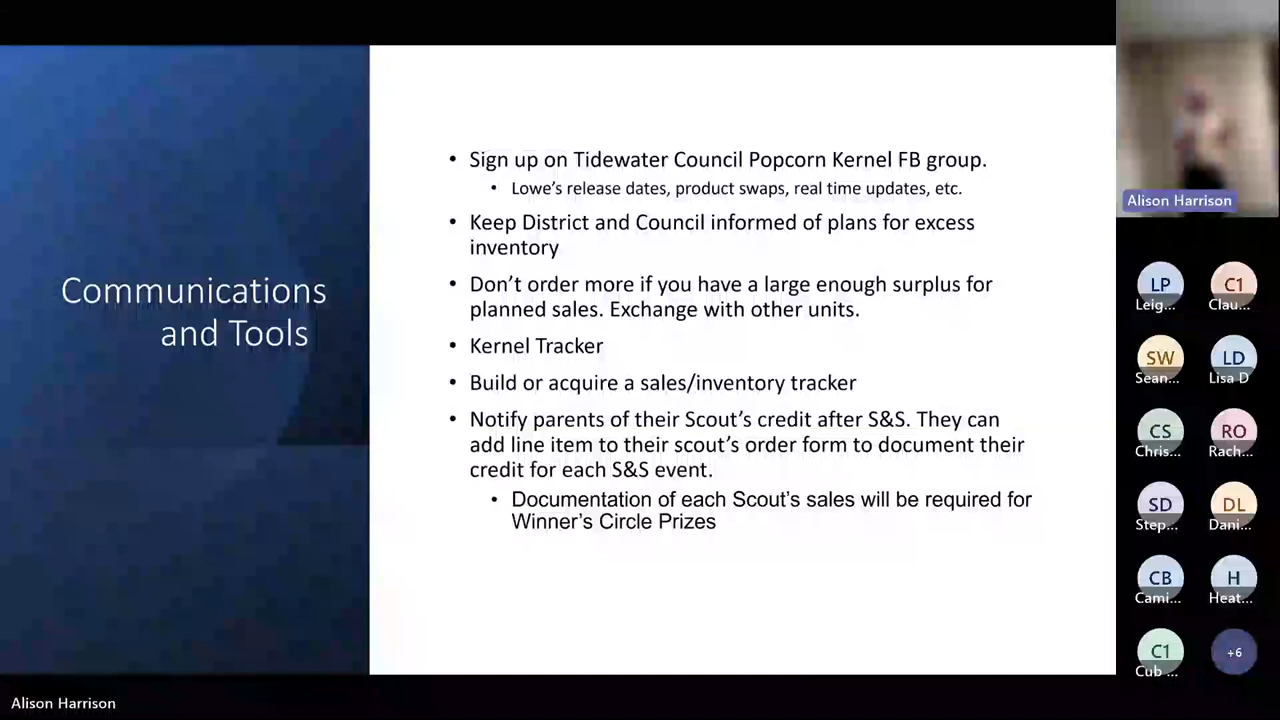 Communications
and Tools
• Sign up on Tidewater Council Popcorn Kernel FB group.
• Lowe’s release dates, product swaps, real time updates, etc.
• Keep District and Council informed of plans for excess
inventory
• Don’t order more if you have a large enough surplus for
planned sales. Exchange with other units.
• Kernel Tracker
• Build or acquire a sales/inventory tracker
• Notify parents of their Scout’s credit after S&S. They can
add line item to their scout’s order form to document their
credit for each S&S event.
• Documentation of each Scout’s sales will be required for
Winner’s Circle Prizes
Alison Harrison
LP
Leig...
C1
Clau...
SW
Sean...
LD
Lisa D
CS
Chris...
RO
Rach...
SD
Step...
DL
Dani...
CB
Cami...
H
Heat...
C1
Cub ...
+6
Alison Harrison